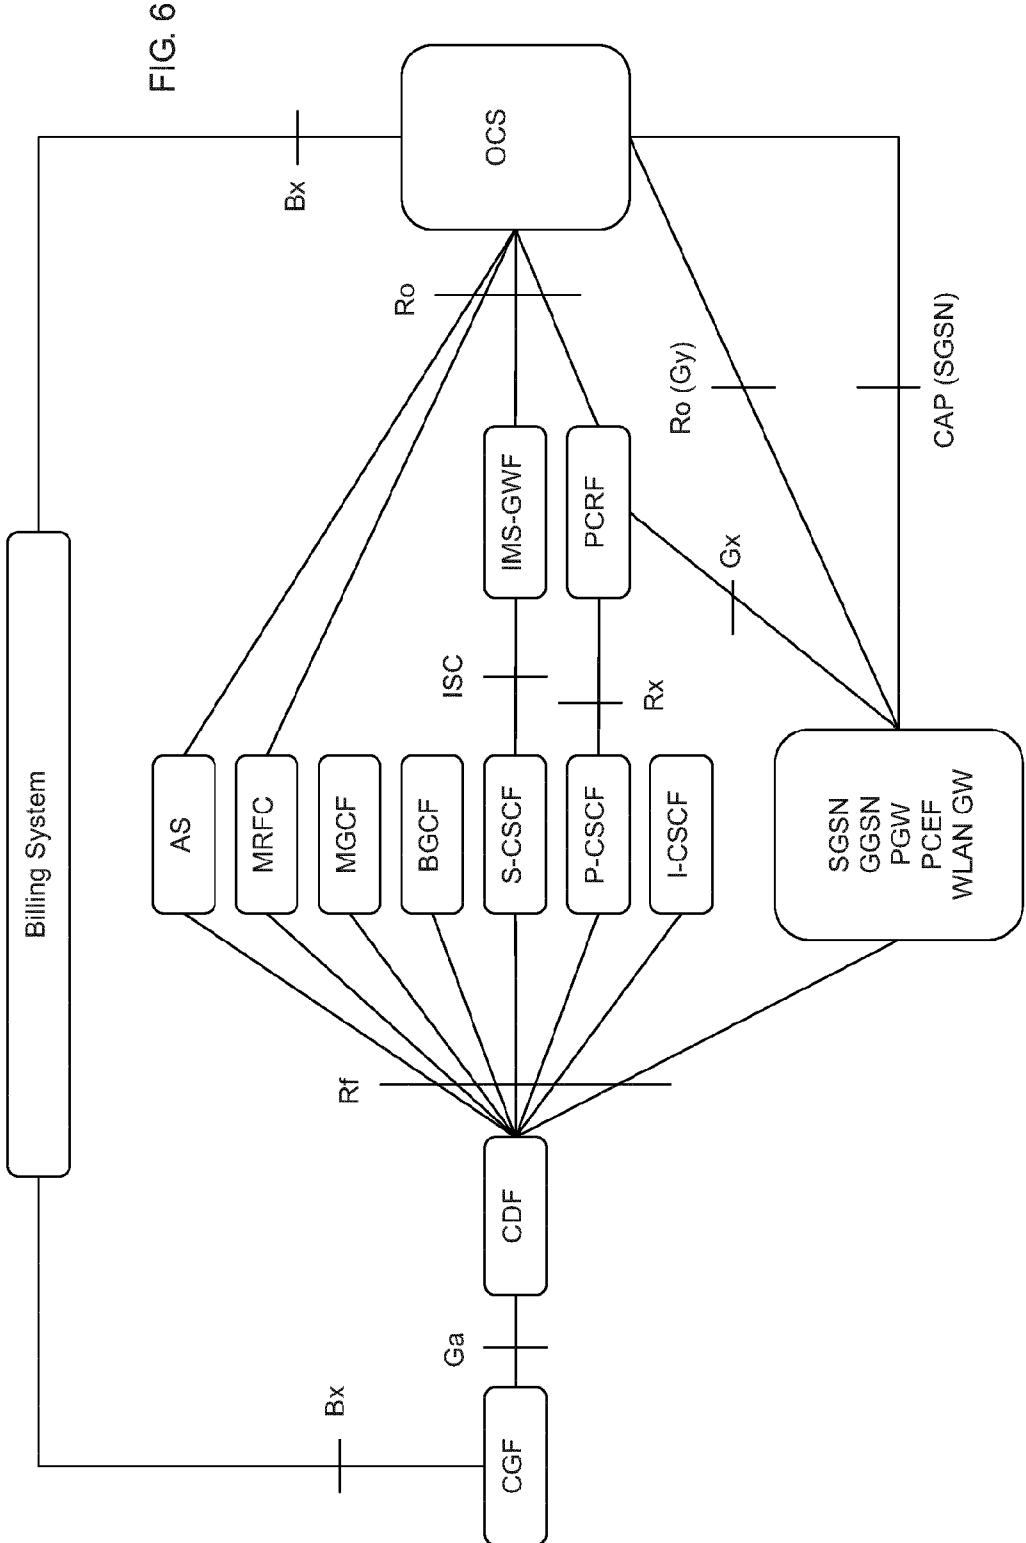 FIG. 6
Billing System
Bx
Bx
OCS
Ro
AS
MRFC
MGCF
BGCF
ISC
IMS-GWF
S-CSCF
PCRF
P-CSCF
Rx
I-CSCF
Rf
Ga
CGF
CDF
Ro (Gy)
Gx
CAP (SGSN)
SGSN
GGSN
PGW
PCEF
WLAN GW